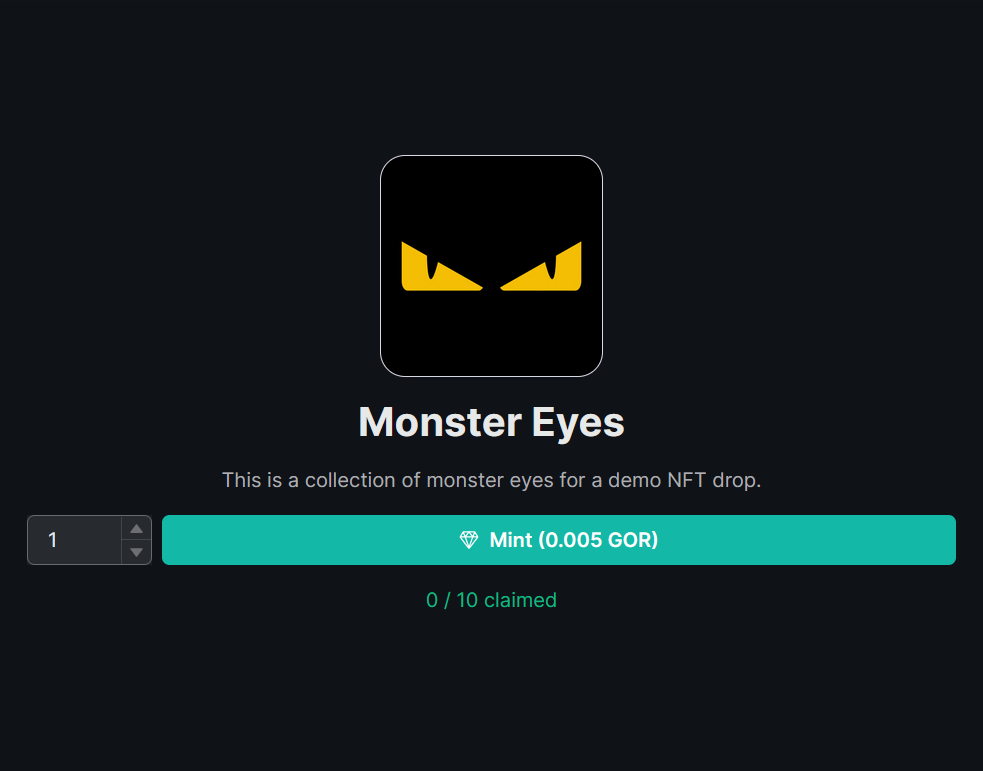 Monster Eyes
This is a collection of monster eyes for a demo NFT drop.
1
Mint (0.005 GOR)
0 / 10 claimed